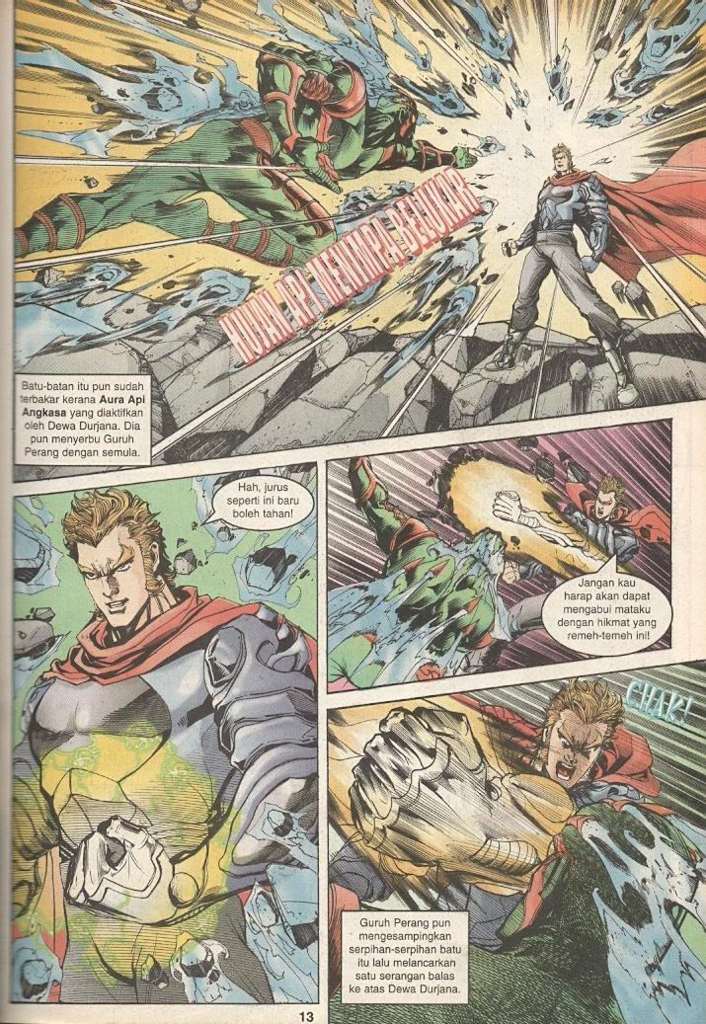 HUJAN API MENIMPA BELUKAR
Batu-batan itu pun sudah
terbakar kerana Aura Api
Angkasa yang diaktifkan
oleh Dewa Durjana. Dia
pun menyerbu Guruh
Perang dengan semula.
Hah, jurus
seperti ini baru
boleh tahan!
Jangan kau
harap akan dapat
mengabui mataku
dengan hikmat yang
remeh-temeh ini!
CHAK!
Guruh Perang pun
mengesampingkan
serpihan-serpihan batu
itu lalu melancarkan
satu serangan balas
ke atas Dewa Durjana.
13